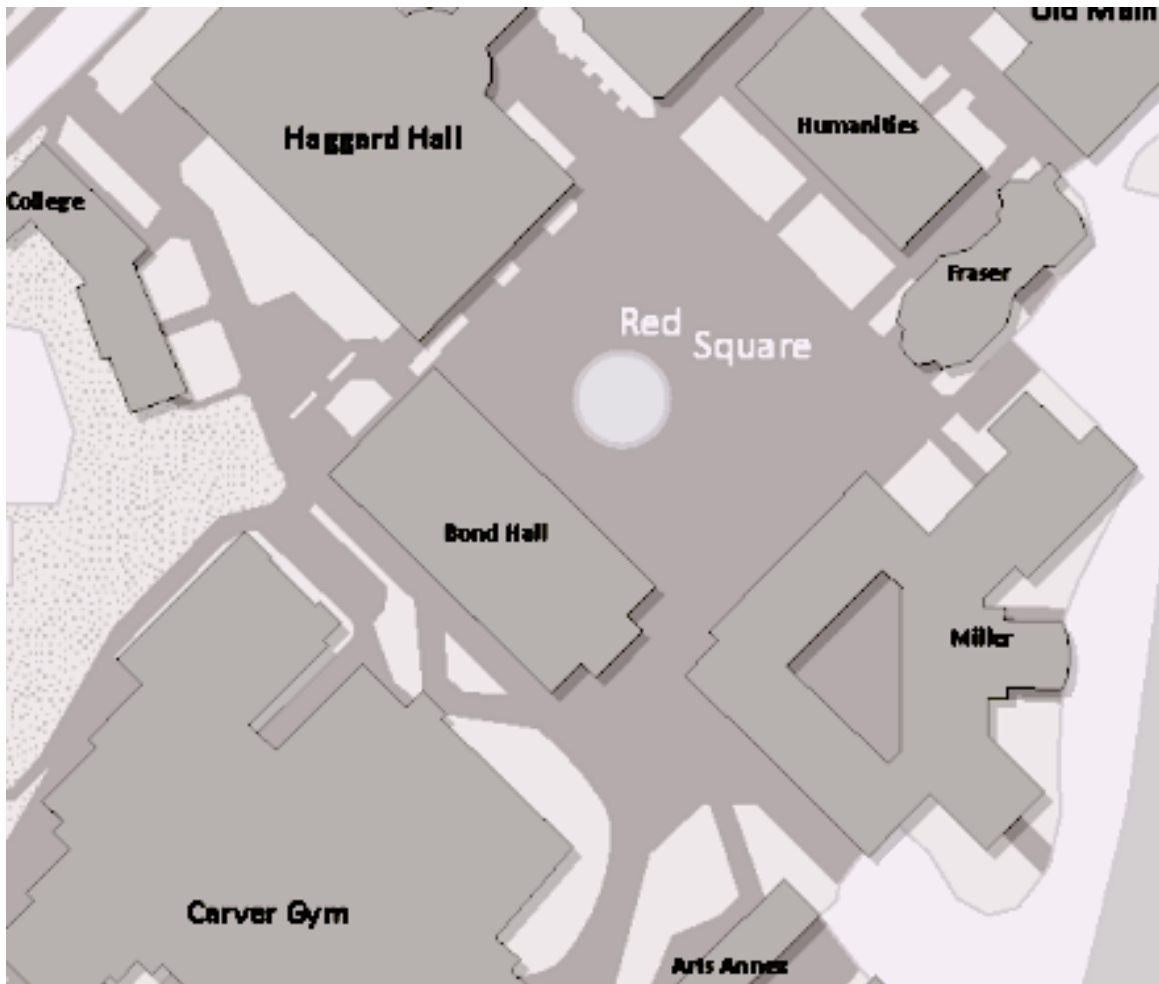 Old Main
Humanities
Haggard Hall
College
Fraser
Red
Square
Bond Hall
Miller
Carver Gym
Arts Annex